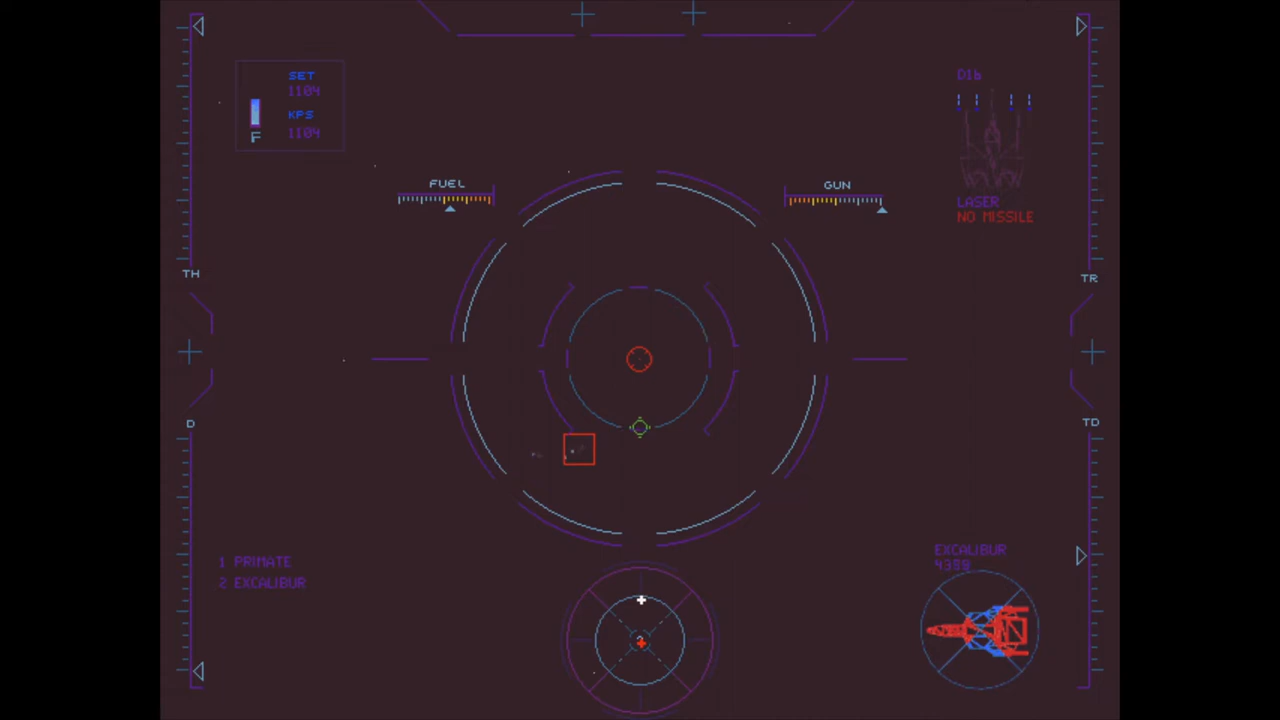 SET
1104
KPS
1104
F
D16
FUEL
GUN
LASER
NO MISSILE
TH
TR
D
TD
1 PRIMATE
2 EXCALIBUR
EXCALIBUR